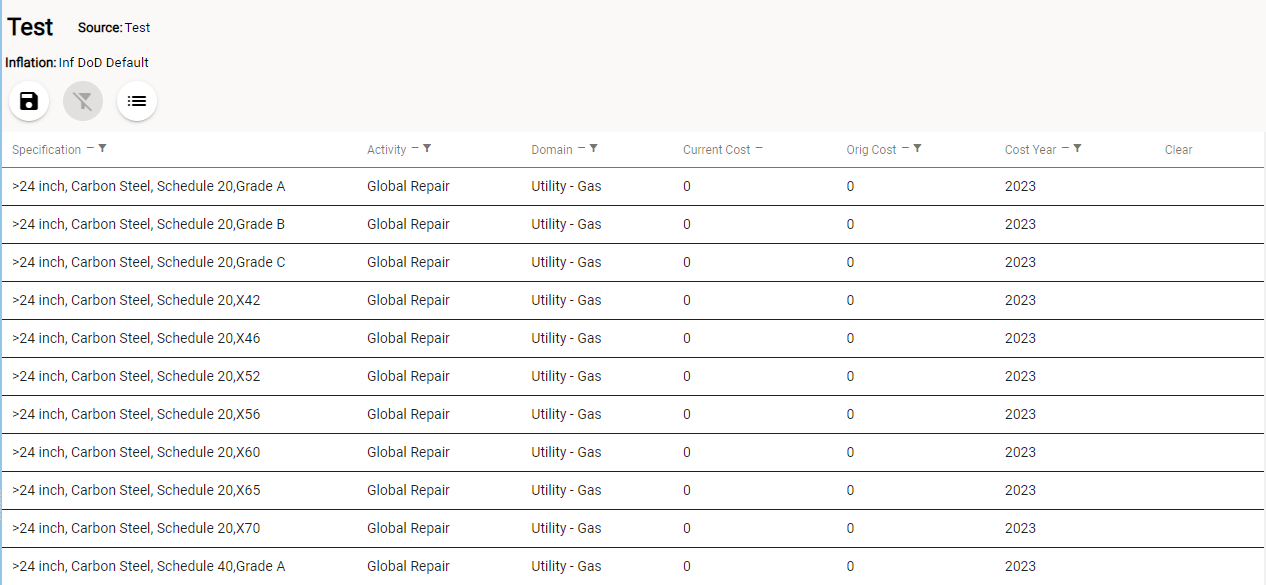 Test Source: Test
Inflation: Inf DoD Default
Specification Activity Domain Current Cost Orig Cost Cost Year Clear
>24 inch, Carbon Steel, Schedule 20,Grade A Global Repair Utility - Gas 0 0 2023
>24 inch, Carbon Steel, Schedule 20,Grade B Global Repair Utility - Gas 0 0 2023
>24 inch, Carbon Steel, Schedule 20,Grade C Global Repair Utility - Gas 0 0 2023
>24 inch, Carbon Steel, Schedule 20,X42 Global Repair Utility - Gas 0 0 2023
>24 inch, Carbon Steel, Schedule 20,X46 Global Repair Utility - Gas 0 0 2023
>24 inch, Carbon Steel, Schedule 20,X52 Global Repair Utility - Gas 0 0 2023
>24 inch, Carbon Steel, Schedule 20,X56 Global Repair Utility - Gas 0 0 2023
>24 inch, Carbon Steel, Schedule 20,X60 Global Repair Utility - Gas 0 0 2023
>24 inch, Carbon Steel, Schedule 20,X65 Global Repair Utility - Gas 0 0 2023
>24 inch, Carbon Steel, Schedule 20,X70 Global Repair Utility - Gas 0 0 2023
>24 inch, Carbon Steel, Schedule 40,Grade A Global Repair Utility - Gas 0 0 2023